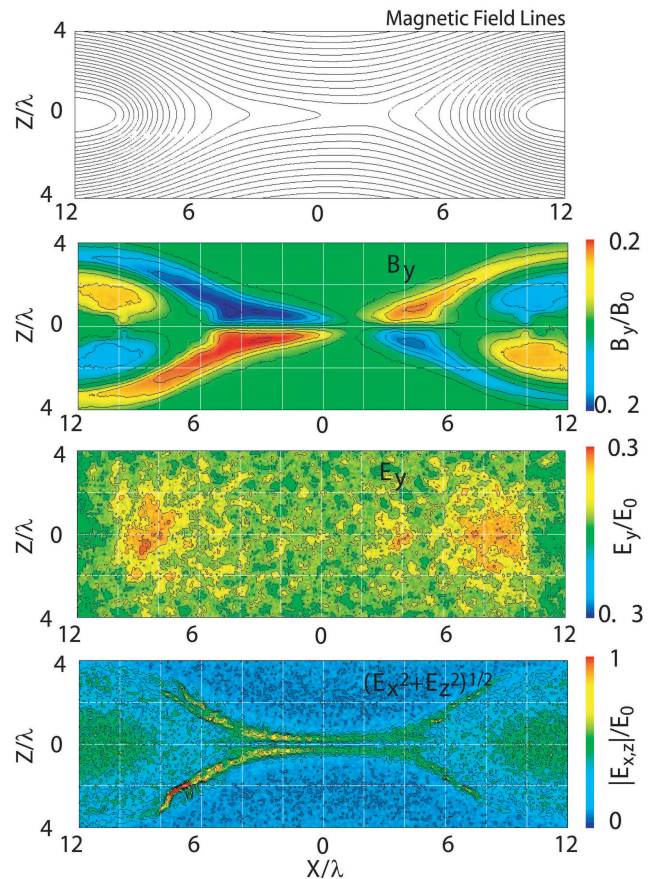 Magnetic Field Lines
4
Z/λ
0
4
12 6 0 6 12
4
B_y
0.2
Z/λ
0
B_y/B_0
4
0. 2
12 6 0 6 12
4
E_y
0.3
Z/λ
0
E_y/E_0
4
0. 3
12 6 0 6 12
4
(E_x^2+E_z^2)^1/2
1
Z/λ
0
|E_x,z|/E_0
4
0
12 6 0 6 12
X/λ